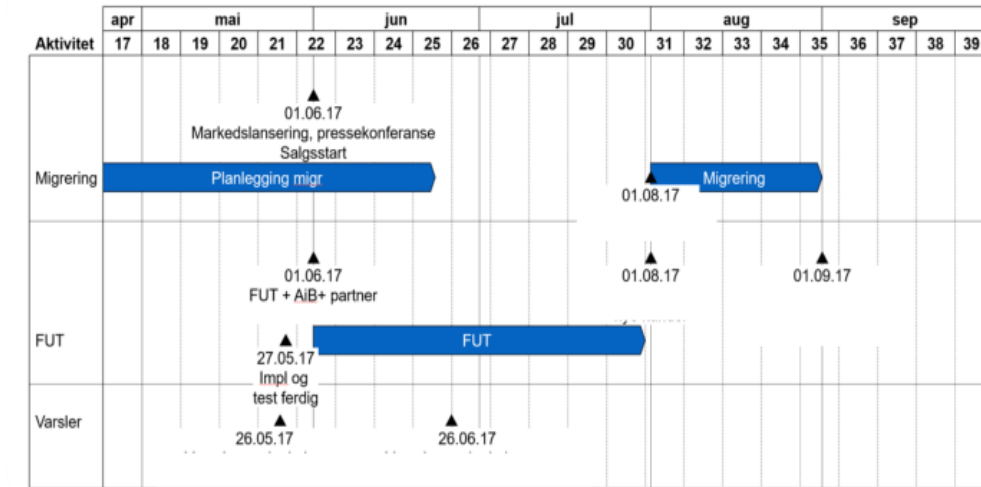 apr mai jun jul aug sep
Aktivitet 17 18 19 20 21 22 23 24 25 26 27 28 29 30 31 32 33 34 35 36 37 38 39
01.06.17
Markedslansering, pressekonferanse
Salgsstart
Migrering Planlegging migr Migrering
01.08.17
01.06.17 01.08.17 01.09.17
FUT + AiB+ partner
FUT FUT
27.05.17
Impl og
test ferdig
Varsler
26.05.17 26.06.17